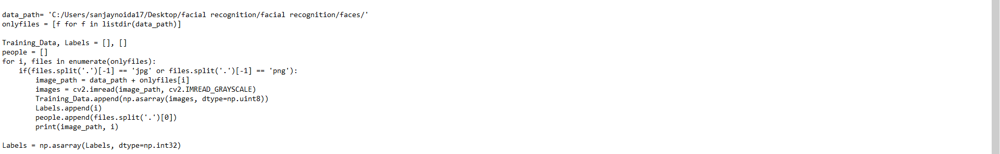 data_path= 'C:/Users/sanjaynoida17/Desktop/facial recognition/facial recognition/faces/'
onlyfiles = [f for f in listdir(data_path)]

Training_Data, Labels = [], []
people = []
for i, files in enumerate(onlyfiles):
    if(files.split('.')[-1] == 'jpg' or files.split('.')[-1] == 'png'):
        image_path = data_path + onlyfiles[i]
        images = cv2.imread(image_path, cv2.IMREAD_GRAYSCALE)
        Training_Data.append(np.asarray(images, dtype=np.uint8))
        Labels.append(i)
        people.append(files.split('.')[0])
        print(image_path, i)

Labels = np.asarray(Labels, dtype=np.int32)